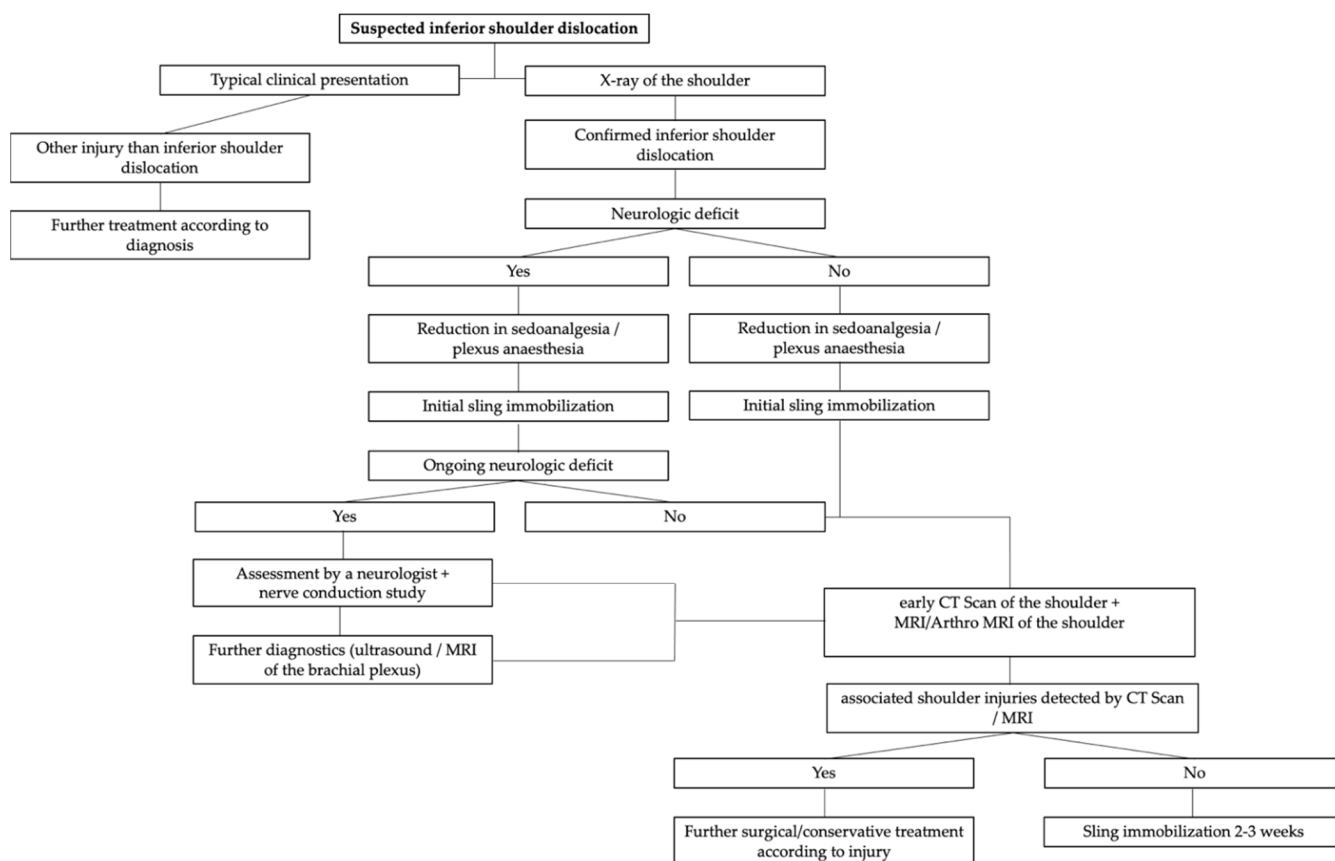 Suspected inferior shoulder dislocation
Typical clinical presentation
X-ray of the shoulder
Other injury than inferior shoulder
dislocation
Confirmed inferior shoulder
dislocation
Further treatment according to
diagnosis
Neurologic deficit
Yes
No
Reduction in sedoanalgesia /
plexus anaesthesia
Reduction in sedoanalgesia /
plexus anaesthesia
Initial sling immobilization
Initial sling immobilization
Ongoing neurologic deficit
Yes
No
Assessment by a neurologist +
nerve conduction study
early CT Scan of the shoulder +
MRI/Arthro MRI of the shoulder
Further diagnostics (ultrasound / MRI
of the brachial plexus)
associated shoulder injuries detected by CT Scan
/ MRI
Yes
No
Further surgical/conservative treatment
according to injury
Sling immobilization 2-3 weeks